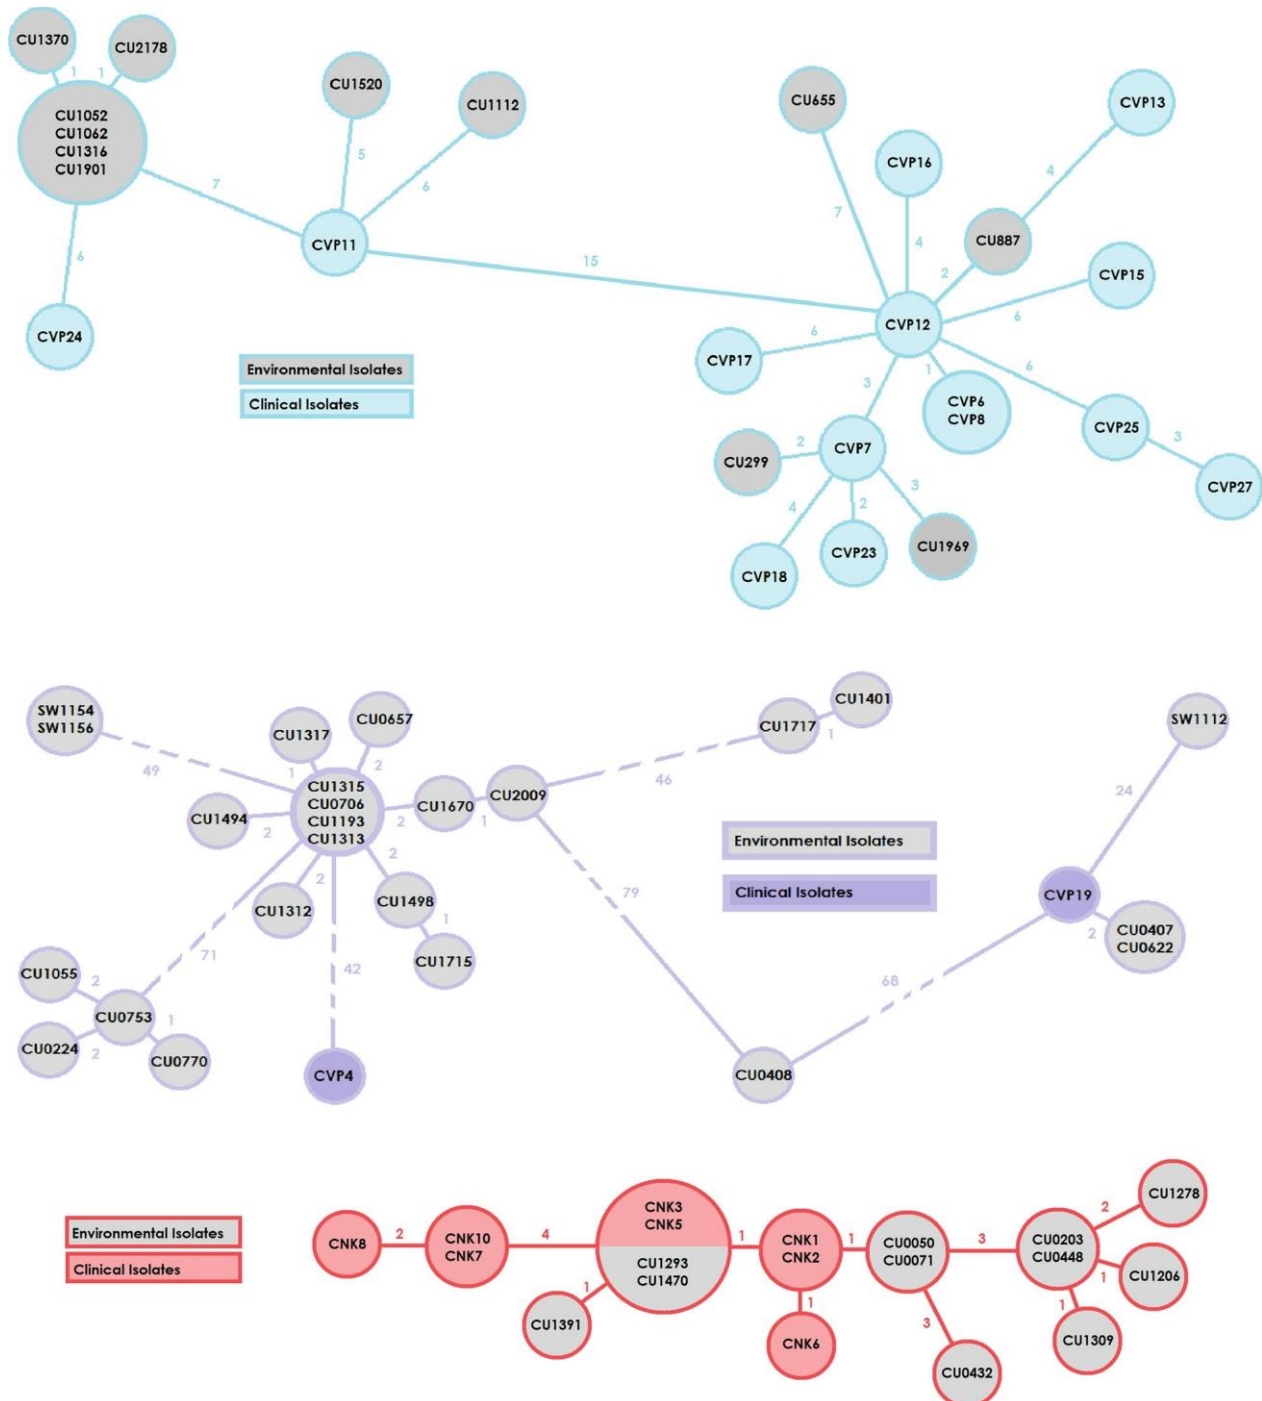 CU1370
CU2178
1
1
CU1052
CU1062
CU1316
CU1901
CU1520
CU1112
5
6
7
CVP11
6
CVP24
15
CU655
CVP16
CVP13
4
7
4
CU887
2
CVP15
6
CVP12
CVP17
6
1
6
3
CVP6
CVP8
CVP25
3
CVP27
CU299
2
CVP7
3
4
2
CVP18
CVP23
CU1969
Environmental Isolates
Clinical Isolates
SW1154
SW1156
49
CU1317
CU0657
1
2
CU1315
CU0706
CU1193
CU1313
CU1494
2
2
CU1670
1
CU2009
46
CU1717
1
CU1401
SW1112
24
Environmental Isolates
Clinical Isolates
79
CVP19
2
CU0407
CU0622
CU1312
2
2
CU1498
1
CU1715
71
42
68
CU1055
2
CU0753
1
CU0224
2
CU0770
CVP4
CU0408
Environmental Isolates
Clinical Isolates
CNK8
2
CNK10
CNK7
4
CNK3
CNK5
CU1293
CU1470
1
CNK1
CNK2
1
CU0050
CU0071
3
CU0203
CU0448
2
CU1278
1
CU1206
1
CU1309
1
CU1391
1
CNK6
3
CU0432